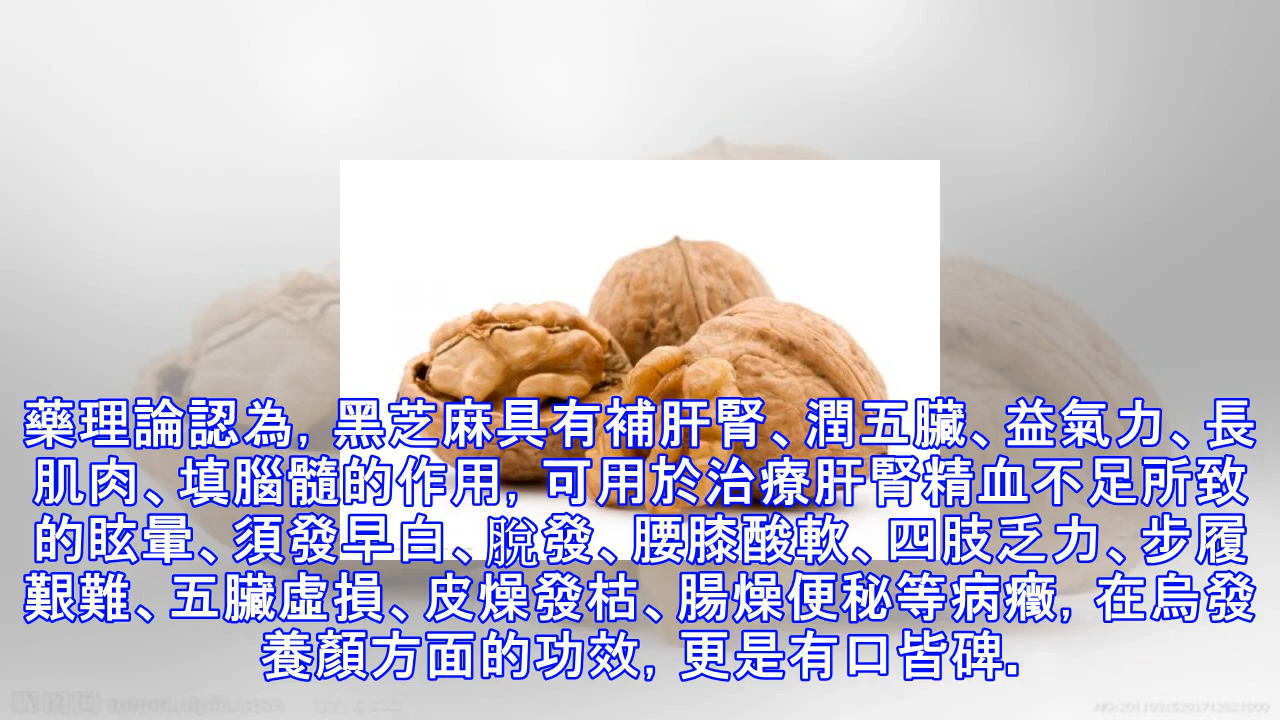 藥理論認為, 黑芝麻具有補肝腎、潤五臟、益氣力、長
肌肉、填腦髓的作用, 可用於治療肝腎精血不足所致
的眩暈、須發早白、脫發、腰膝酸軟、四肢乏力、步履
艱難、五臟虛損、皮燥發枯、腸燥便秘等病癥, 在烏發
養顏方面的功效, 更是有口皆碑.